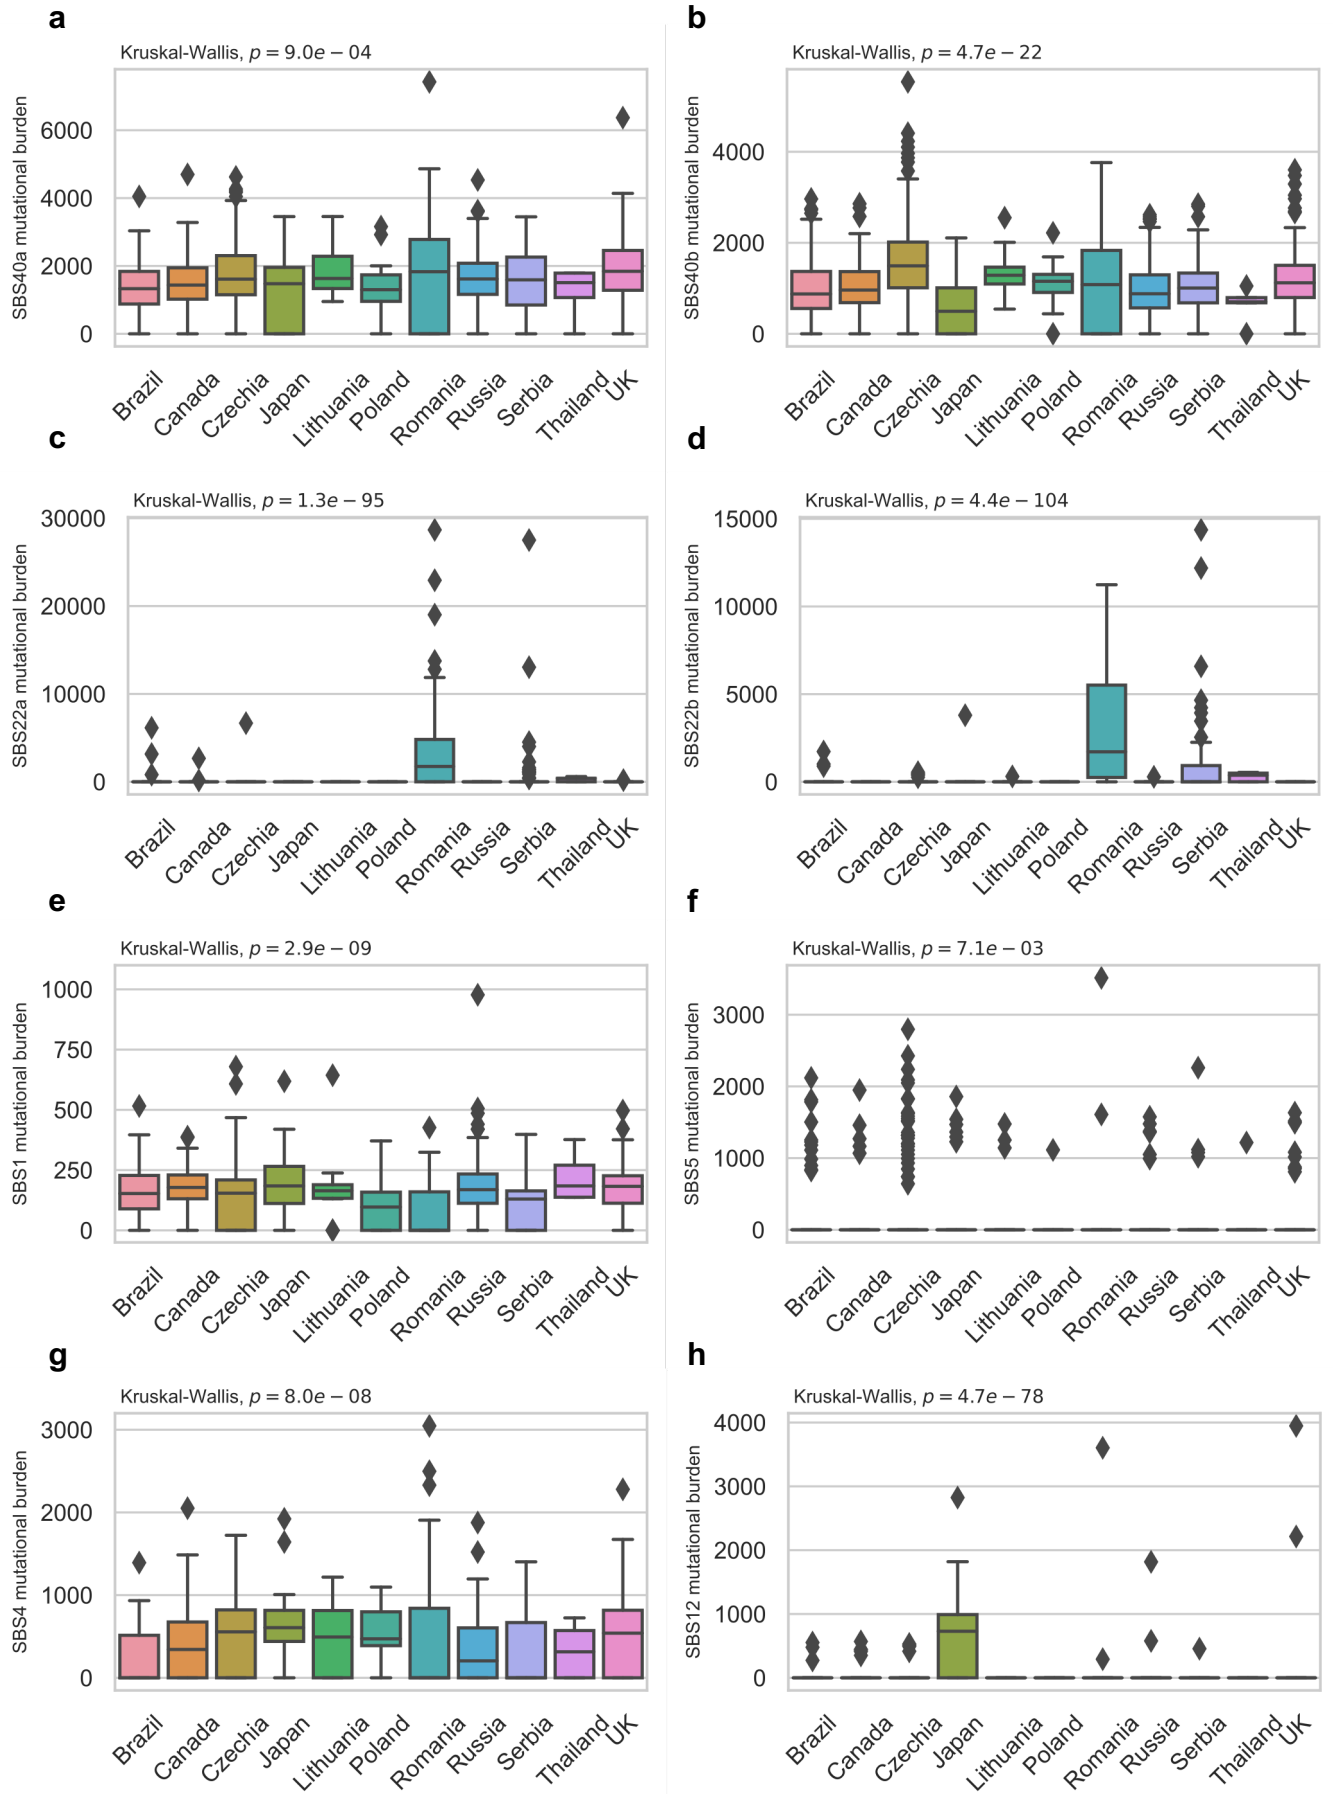 a
Kruskal-Wallis, p = 9.0e − 04
SBS40a mutational burden
6000
4000
2000
0
Brazil
Canada
Czechia
Japan
Lithuania
Poland
Romania
Russia
Serbia
Thailand
UK
b
Kruskal-Wallis, p = 4.7e − 22
SBS40b mutational burden
4000
2000
0
Brazil
Canada
Czechia
Japan
Lithuania
Poland
Romania
Russia
Serbia
Thailand
UK
c
Kruskal-Wallis, p = 1.3e − 95
SBS22a mutational burden
30000
20000
10000
0
Brazil
Canada
Czechia
Japan
Lithuania
Poland
Romania
Russia
Serbia
Thailand
UK
d
Kruskal-Wallis, p = 4.4e − 104
SBS22b mutational burden
15000
10000
5000
0
Brazil
Canada
Czechia
Japan
Lithuania
Poland
Romania
Russia
Serbia
Thailand
UK
e
Kruskal-Wallis, p = 2.9e − 09
SBS1 mutational burden
1000
750
500
250
0
Brazil
Canada
Czechia
Japan
Lithuania
Poland
Romania
Russia
Serbia
Thailand
UK
f
Kruskal-Wallis, p = 7.1e − 03
SBS5 mutational burden
3000
2000
1000
0
Brazil
Canada
Czechia
Japan
Lithuania
Poland
Romania
Russia
Serbia
Thailand
UK
g
Kruskal-Wallis, p = 8.0e − 08
SBS4 mutational burden
3000
2000
1000
0
Brazil
Canada
Czechia
Japan
Lithuania
Poland
Romania
Russia
Serbia
Thailand
UK
h
Kruskal-Wallis, p = 4.7e − 78
SBS12 mutational burden
4000
3000
2000
1000
0
Brazil
Canada
Czechia
Japan
Lithuania
Poland
Romania
Russia
Serbia
Thailand
UK